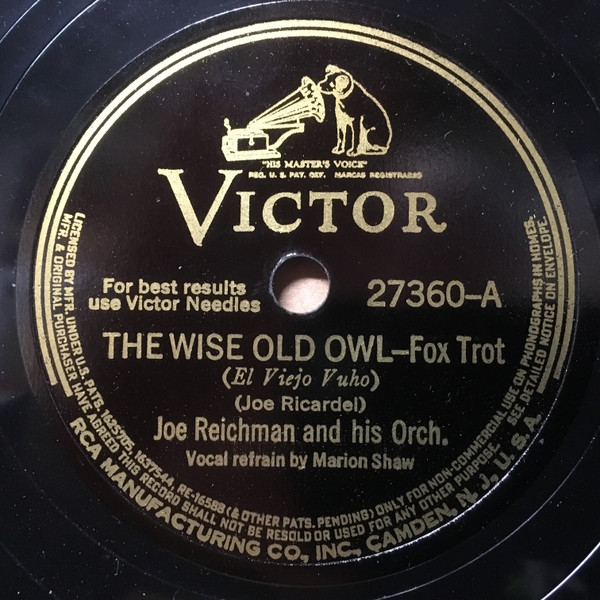 "HIS MASTER'S VOICE"
REG. U.S. PAT. OFF. MARCAS REGISTRADAS
VICTOR
For best results
use Victor Needles
27360-A
THE WISE OLD OWL-Fox Trot
(El Viejo Vuho)
(Joe Ricardel)
Joe Reichman and his Orch.
Vocal refrain by Marion Shaw
LICENSED BY MFR. UNDER U.S. PATS. 1625705, 1637544, RE-16588 (& OTHER PATS. PENDING) ONLY FOR NON-COMMERCIAL USE ON PHONOGRAPHS IN HOMES.
MFR. & ORIGINAL PURCHASER HAVE AGREED THIS RECORD SHALL NOT BE RESOLD OR USED FOR ANY OTHER PURPOSE. SEE DETAILED NOTICE ON ENVELOPE.
RCA MANUFACTURING CO., INC. CAMDEN, N. J., U. S. A.